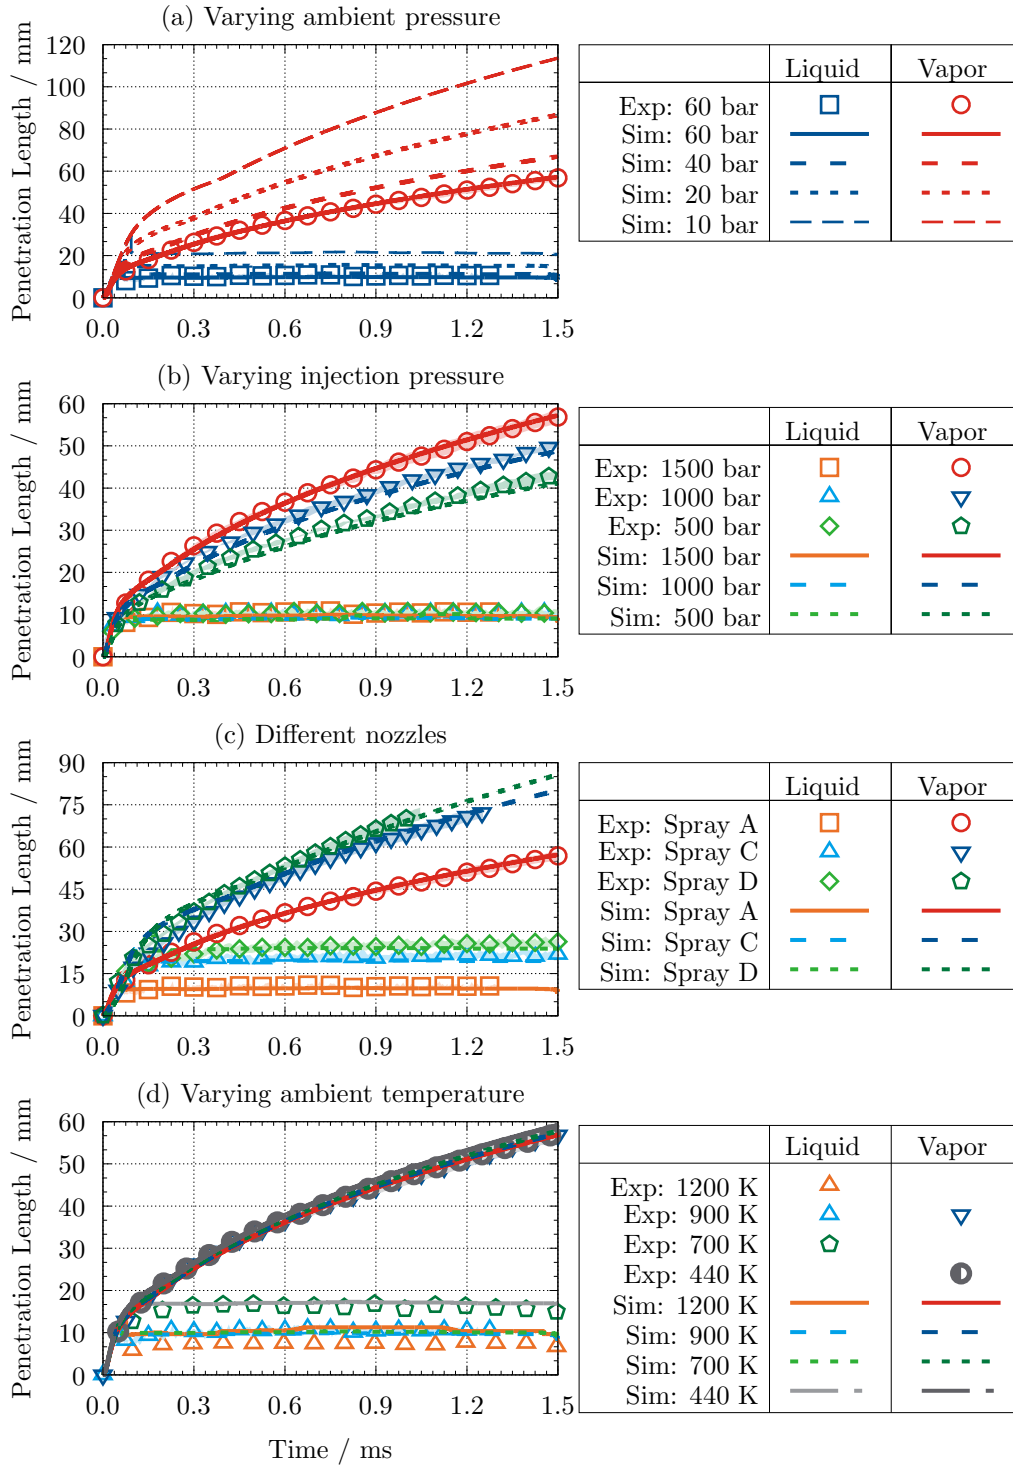 (a) Varying ambient pressure
Penetration Length / mm
120
100
80
60
40
20
0
0.0 0.3 0.6 0.9 1.2 1.5
Liquid Vapor
Exp: 60 bar
Sim: 60 bar
Sim: 40 bar
Sim: 20 bar
Sim: 10 bar
(b) Varying injection pressure
Penetration Length / mm
60
50
40
30
20
10
0
0.0 0.3 0.6 0.9 1.2 1.5
Liquid Vapor
Exp: 1500 bar
Exp: 1000 bar
Exp: 500 bar
Sim: 1500 bar
Sim: 1000 bar
Sim: 500 bar
(c) Different nozzles
Penetration Length / mm
90
75
60
45
30
15
0
0.0 0.3 0.6 0.9 1.2 1.5
Liquid Vapor
Exp: Spray A
Exp: Spray C
Exp: Spray D
Sim: Spray A
Sim: Spray C
Sim: Spray D
(d) Varying ambient temperature
Penetration Length / mm
60
50
40
30
20
10
0
0.0 0.3 0.6 0.9 1.2 1.5
Time / ms
Liquid Vapor
Exp: 1200 K
Exp: 900 K
Exp: 700 K
Exp: 440 K
Sim: 1200 K
Sim: 900 K
Sim: 700 K
Sim: 440 K